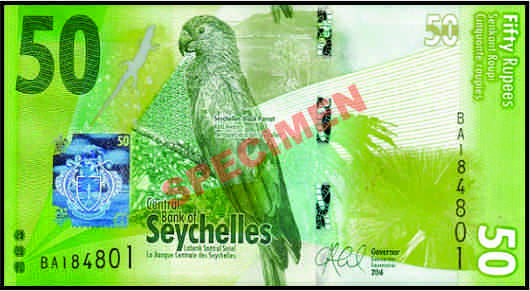 50
50
Fifty Rupees
Senkant Roupi
Cinquante roupies
Seychelles Black Parrot
SPECIMEN
BA184801
50
Central
Bank of
Seychelles
Labank Santral Sesel
La Banque Centrale des Seychelles
BA184801
Governor
2016
50